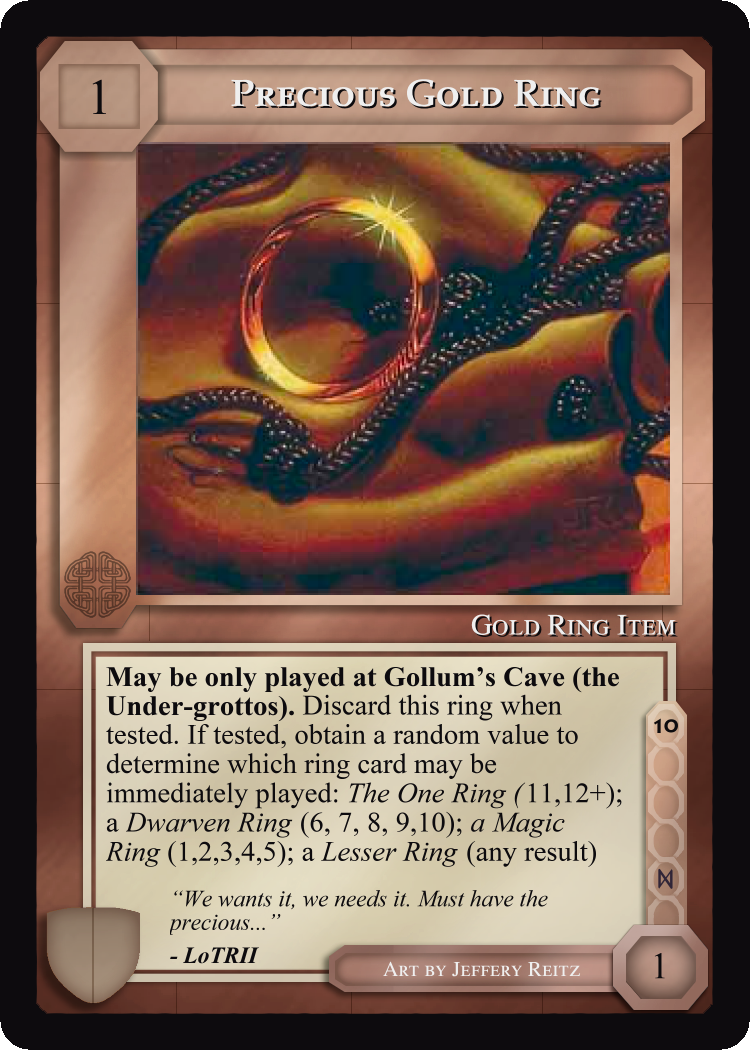 1
Precious Gold Ring
JR
Gold Ring Item
May be only played at Gollum’s Cave (the
Under-grottos). Discard this ring when
tested. If tested, obtain a random value to
determine which ring card may be
immediately played: The One Ring (11,12+);
a Dwarven Ring (6, 7, 8, 9,10); a Magic
Ring (1,2,3,4,5); a Lesser Ring (any result)
10
ᛞ
“We wants it, we needs it. Must have the
precious...”
- LoTRII
Art by Jeffery Reitz
1